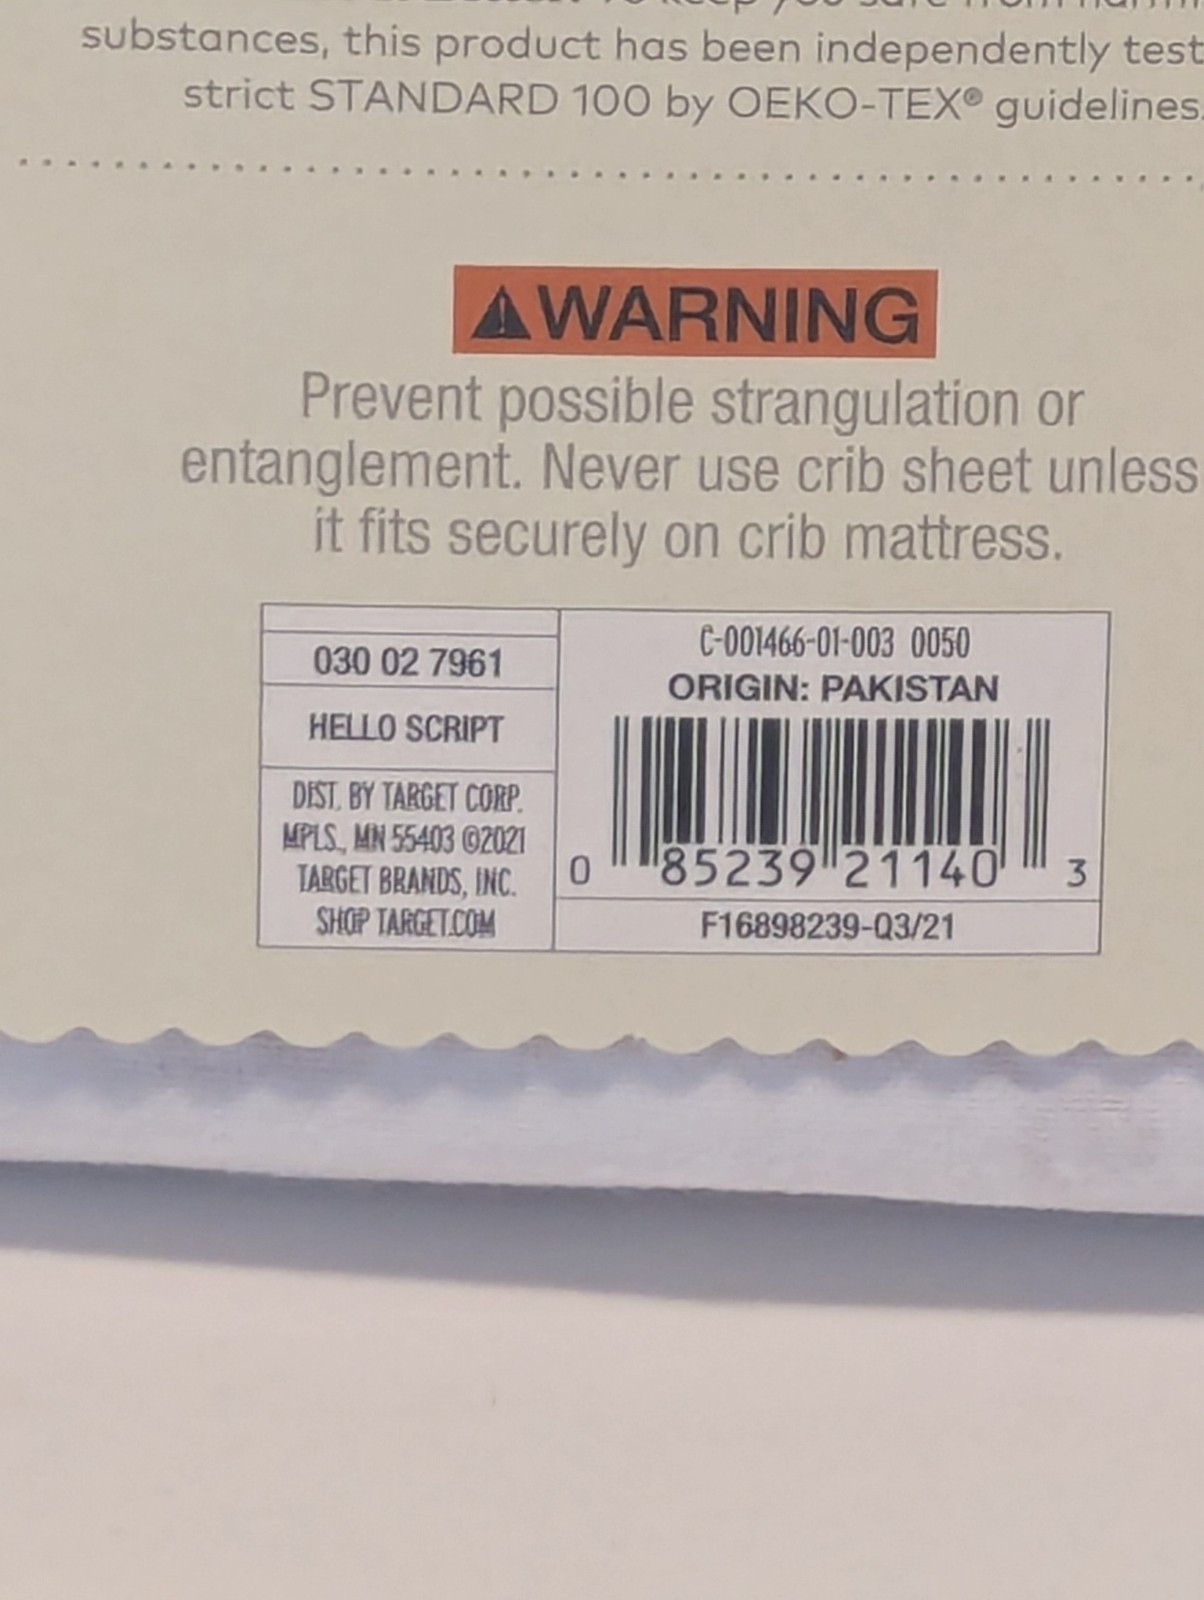 substances, this product has been independently test
strict STANDARD 100 by OEKO-TEX® guidelines.
WARNING
Prevent possible strangulation or
entanglement. Never use crib sheet unless
it fits securely on crib mattress.
030 02 7961
HELLO SCRIPT
DIST. BY TARGET CORP.
MPLS., MN 55403 ©2021
TARGET BRANDS, INC.
SHOP TARGET.COM
C-001466-01-003 0050
ORIGIN: PAKISTAN
0 85239 21140 3
F16898239-Q3/21